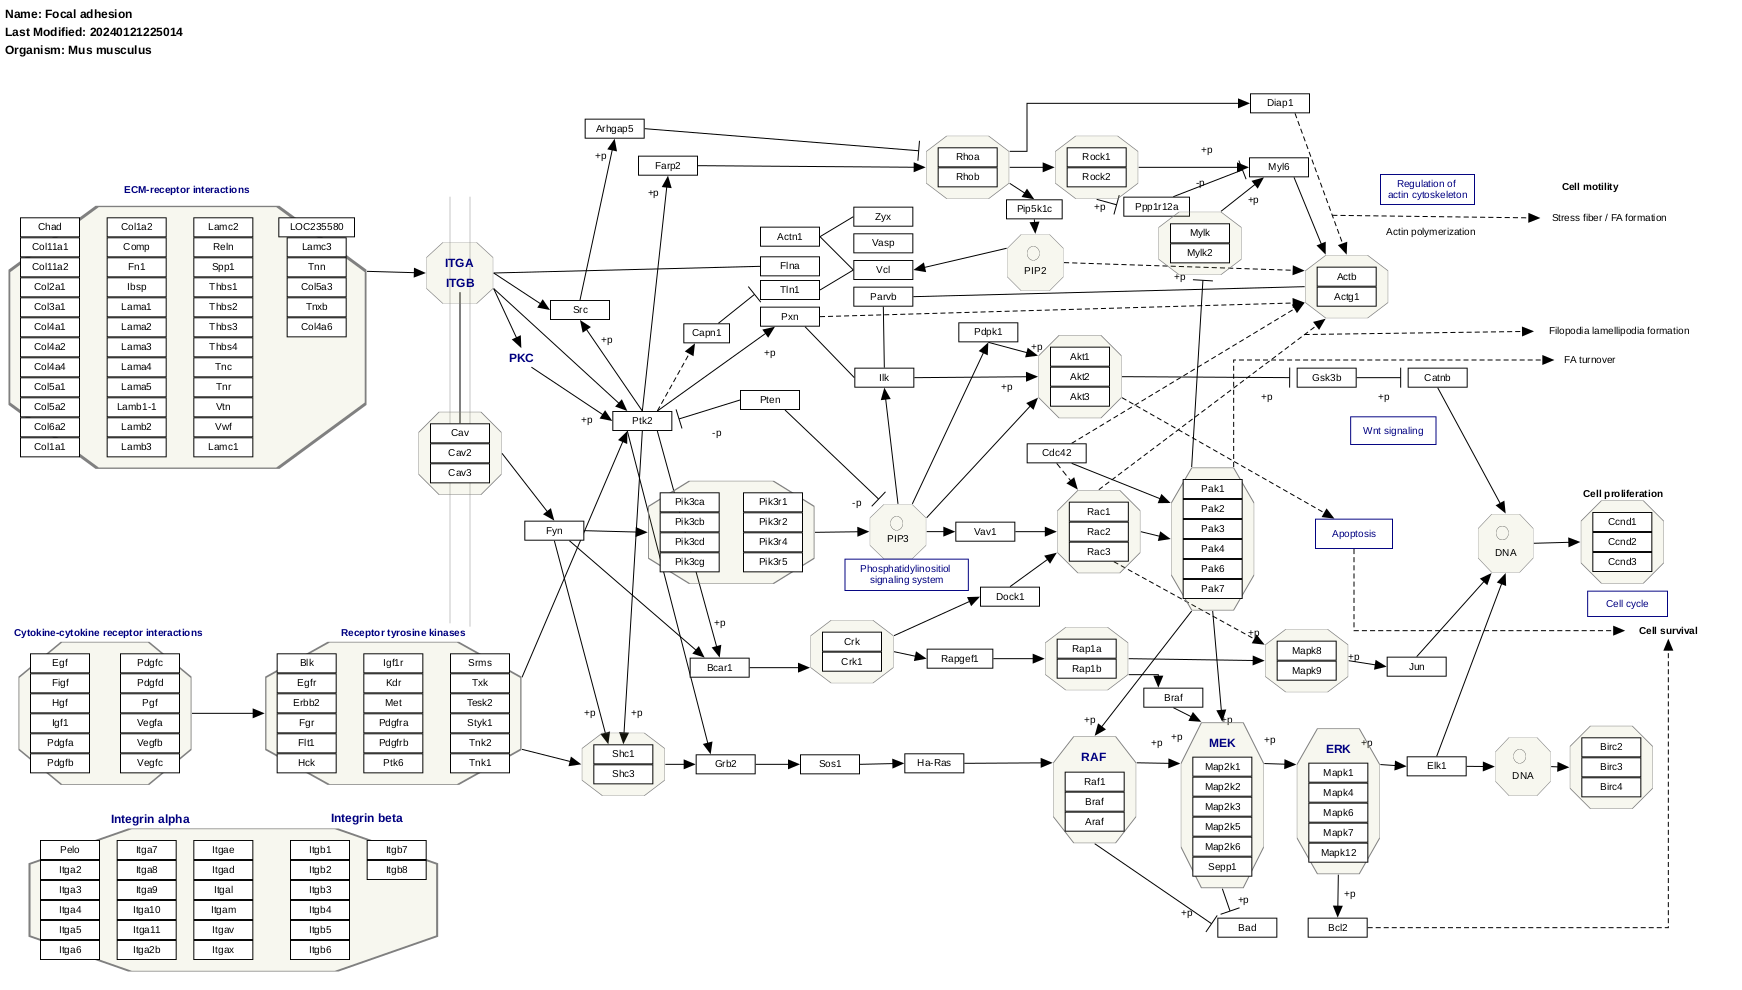 Name: Focal adhesion
Last Modified: 20240121225014
Organism: Mus musculus
Diap1
Arhgap5
+p
Farp2
+p
Rhoa
Rhob
Rock1
Rock2
+p
-p
Myl6
Pip5k1c
+p
Ppp1r12a
+p
Mylk
Mylk2
+p
Regulation of
actin cytoskeleton
Cell motility
Stress fiber / FA formation
Actin polymerization
ECM-receptor interactions
Chad
Col11a1
Col11a2
Col2a1
Col3a1
Col4a1
Col4a2
Col4a4
Col5a1
Col5a2
Col6a2
Col1a1
Col1a2
Comp
Fn1
Ibsp
Lama1
Lama2
Lama3
Lama4
Lama5
Lamb1-1
Lamb2
Lamb3
Lamc2
Reln
Spp1
Thbs1
Thbs2
Thbs3
Thbs4
Tnc
Tnr
Vtn
Vwf
Lamc1
LOC235580
Lamc3
Tnn
Col5a3
Tnxb
Col4a6
ITGA
ITGB
Src
+p
PKC
+p
Actn1
Flna
Tln1
Pxn
Capn1
+p
Zyx
Vasp
Vcl
Parvb
PIP2
Actb
Actg1
Filopodia lamellipodia formation
FA turnover
Pdpk1
+p
Akt1
Akt2
Akt3
+p
Ilk
Gsk3b
+p
Catnb
+p
Wnt signaling
Ptk2
Pten
-p
-p
Cav
Cav2
Cav3
Fyn
Pik3ca
Pik3cb
Pik3cd
Pik3cg
Pik3r1
Pik3r2
Pik3r4
Pik3r5
PIP3
Phosphatidylinositiol
signaling system
Vav1
Cdc42
Rac1
Rac2
Rac3
Pak1
Pak2
Pak3
Pak4
Pak6
Pak7
Apoptosis
DNA
Cell proliferation
Ccnd1
Ccnd2
Ccnd3
Cell cycle
Cell survival
Dock1
+p
Bcar1
Crk
Crk1
Rapgef1
Rap1a
Rap1b
Braf
+p
Mapk8
Mapk9
+p
Jun
Cytokine-cytokine receptor interactions
Egf
Figf
Hgf
Igf1
Pdgfa
Pdgfb
Pdgfc
Pdgfd
Pgf
Vegfa
Vegfb
Vegfc
Receptor tyrosine kinases
Blk
Egfr
Erbb2
Fgr
Flt1
Hck
Igf1r
Kdr
Met
Pdgfra
Pdgfrb
Ptk6
Srms
Txk
Tesk2
Styk1
Tnk2
Tnk1
+p
+p
Shc1
Shc3
Grb2
Sos1
Ha-Ras
+p
RAF
Raf1
Braf
Araf
+p
+p
+p
MEK
Map2k1
Map2k2
Map2k3
Map2k5
Map2k6
Sepp1
+p
ERK
Mapk1
Mapk4
Mapk6
Mapk7
Mapk12
+p
Elk1
DNA
Birc2
Birc3
Birc4
+p
+p
Bad
+p
Bcl2
Integrin alpha
Pelo
Itga2
Itga3
Itga4
Itga5
Itga6
Itga7
Itga8
Itga9
Itga10
Itga11
Itga2b
Itgae
Itgad
Itgal
Itgam
Itgav
Itgax
Integrin beta
Itgb1
Itgb2
Itgb3
Itgb4
Itgb5
Itgb6
Itgb7
Itgb8